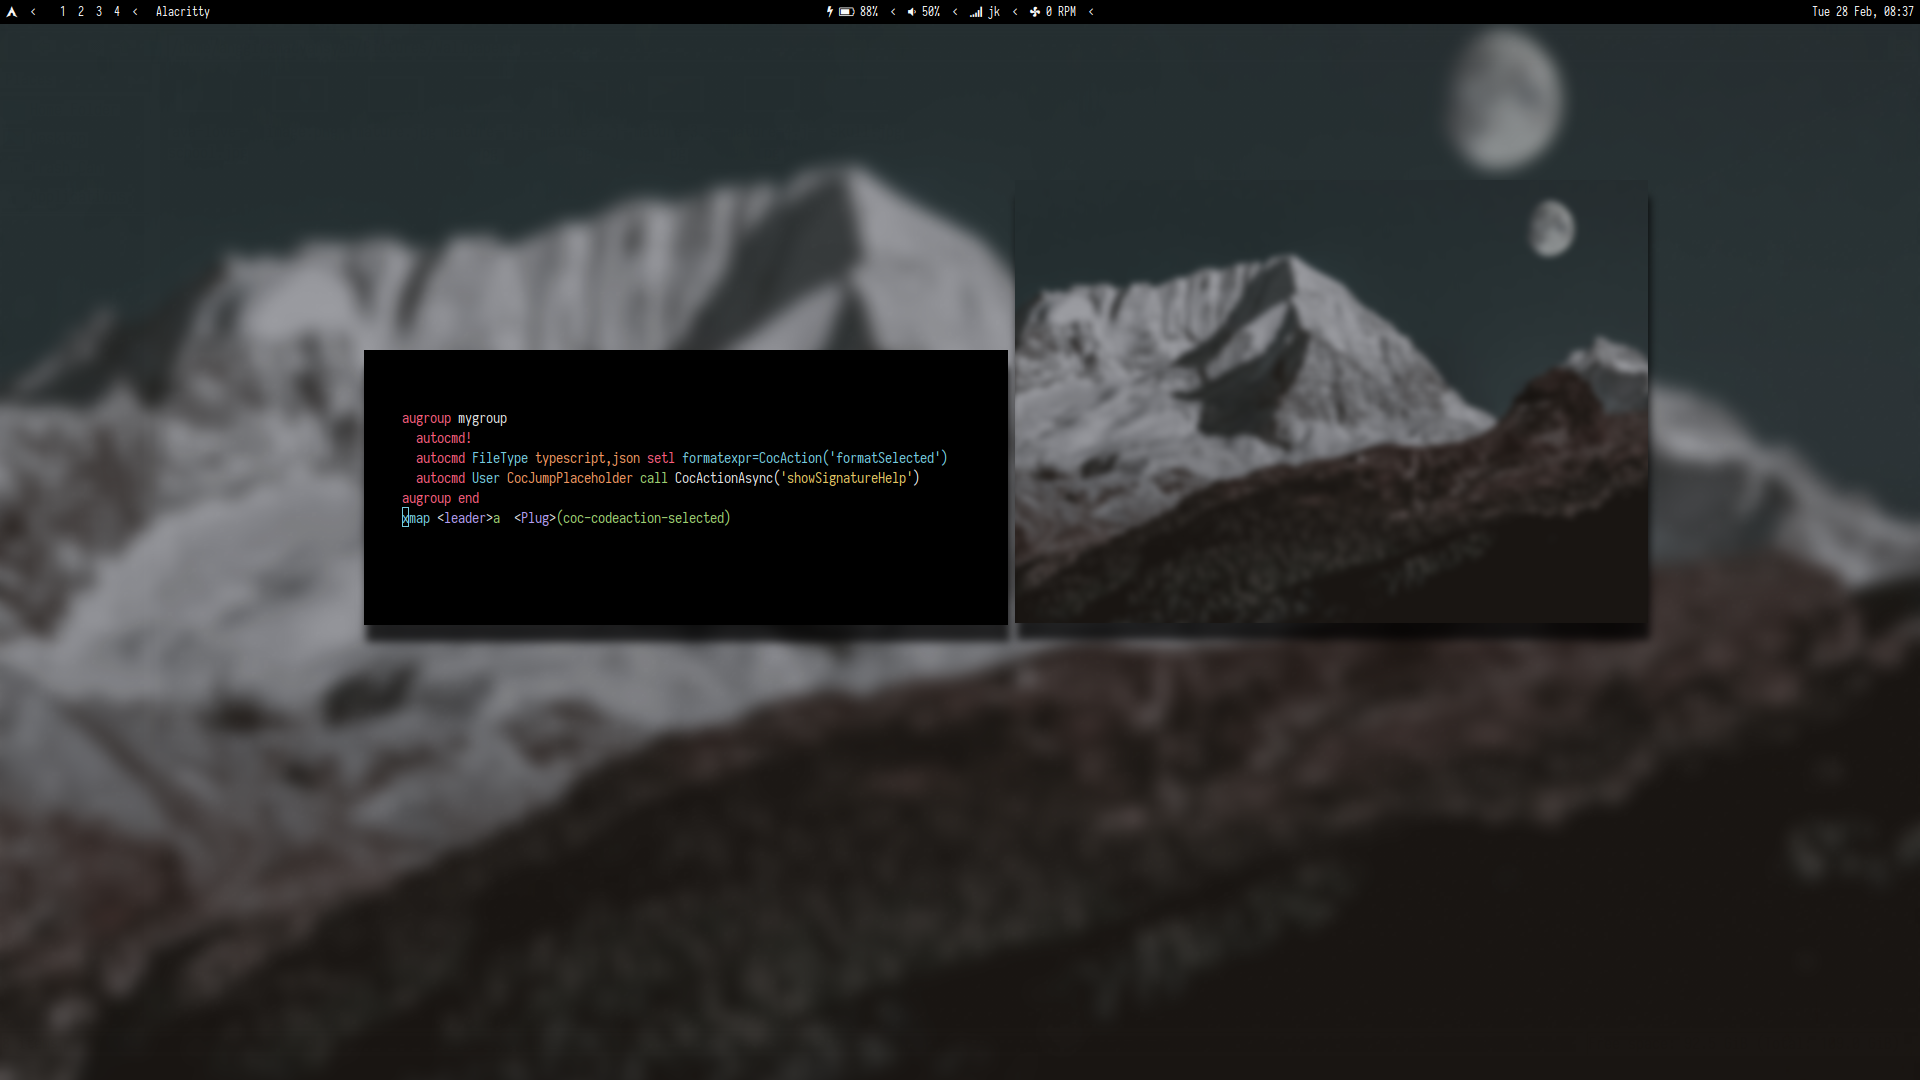 ‹ 1 2 3 4 ‹ Alacritty
88% ‹ 50% ‹ jk ‹ 0 RPM ‹
Tue 28 Feb, 08:37
augroup mygroup
autocmd!
autocmd FileType typescript,json setl formatexpr=CocAction('formatSelected')
autocmd User CocJumpPlaceholder call CocActionAsync('showSignatureHelp')
augroup end
xmap <leader>a  <Plug>(coc-codeaction-selected)